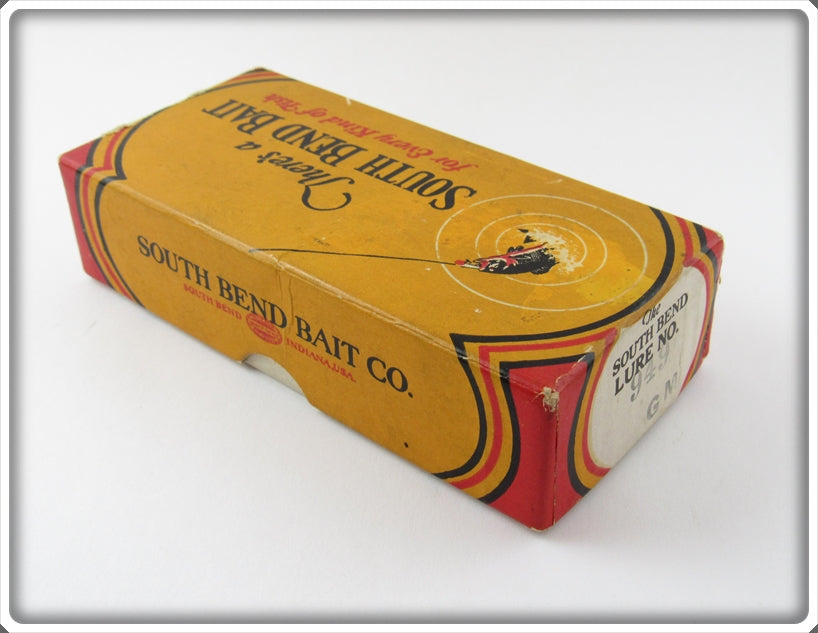 There's a
SOUTH BEND BAIT
for Every Kind of Fish
SOUTH BEND BAIT CO.
SOUTH BEND INDIANA, U.S.A.
The
SOUTH BEND
LURE NO.
949
GM